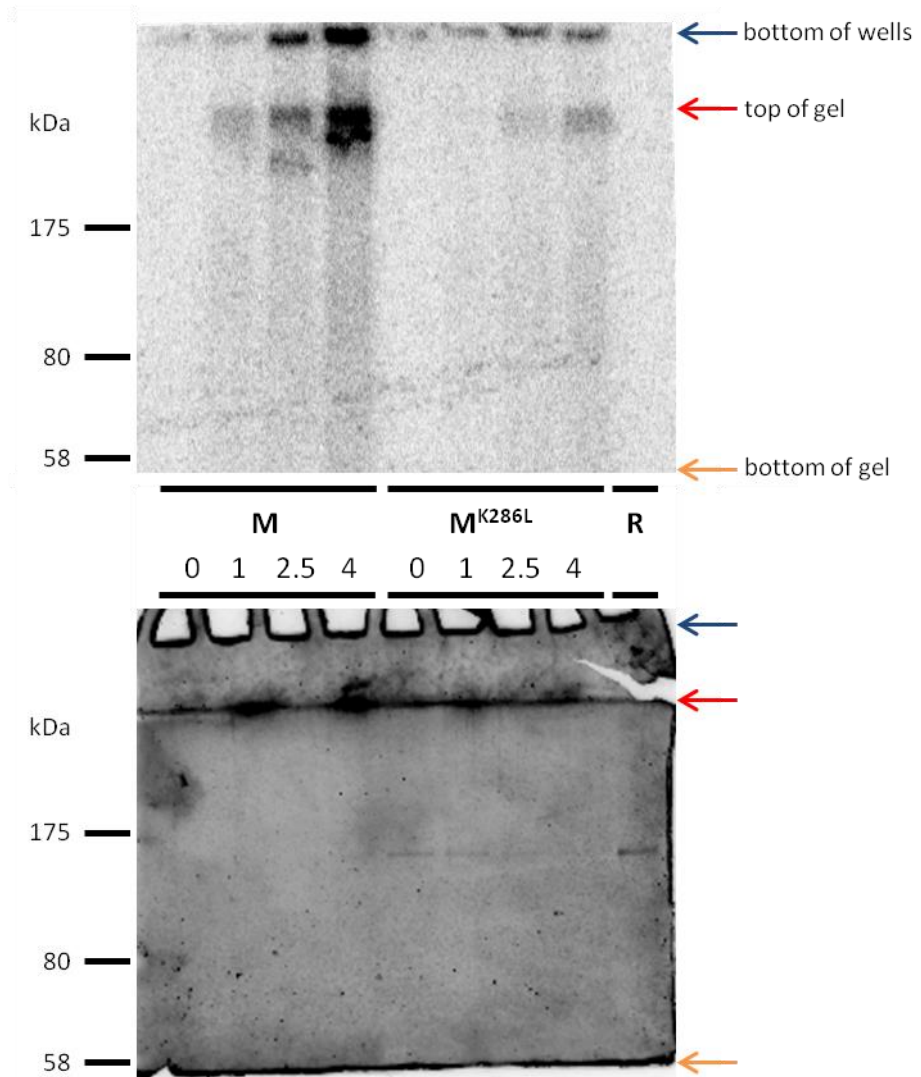 bottom of wells
top of gel
kDa
175
80
58
bottom of gel
M M^K286L R
0 1 2.5 4 0 1 2.5 4
kDa
175
80
58